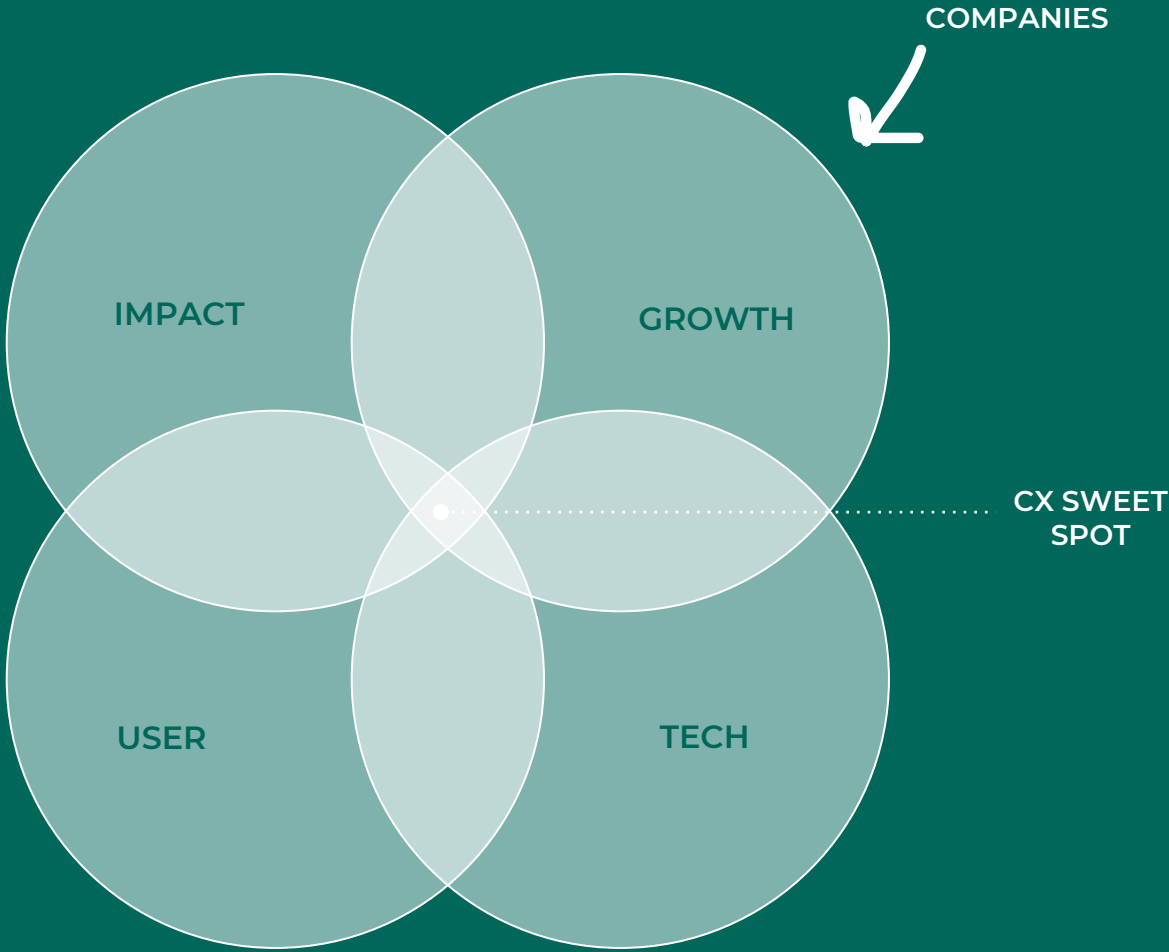 COMPANIES
IMPACT
GROWTH
CX SWEET
SPOT
USER
TECH